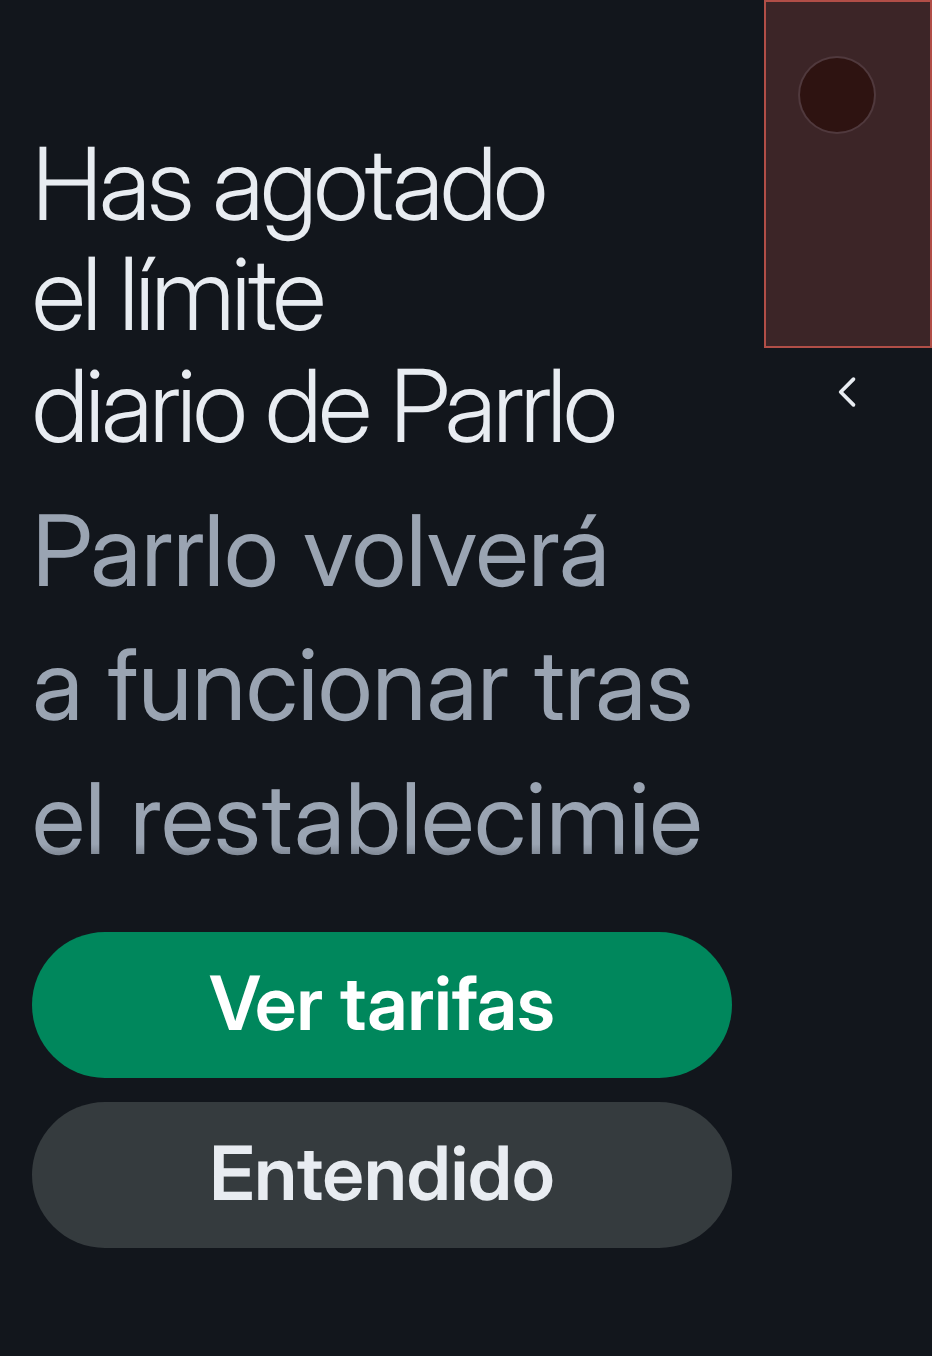 Has agotado
el límite
diario de Parrlo
Parrlo volverá
a funcionar tras
el restablecimie
Ver tarifas
Entendido